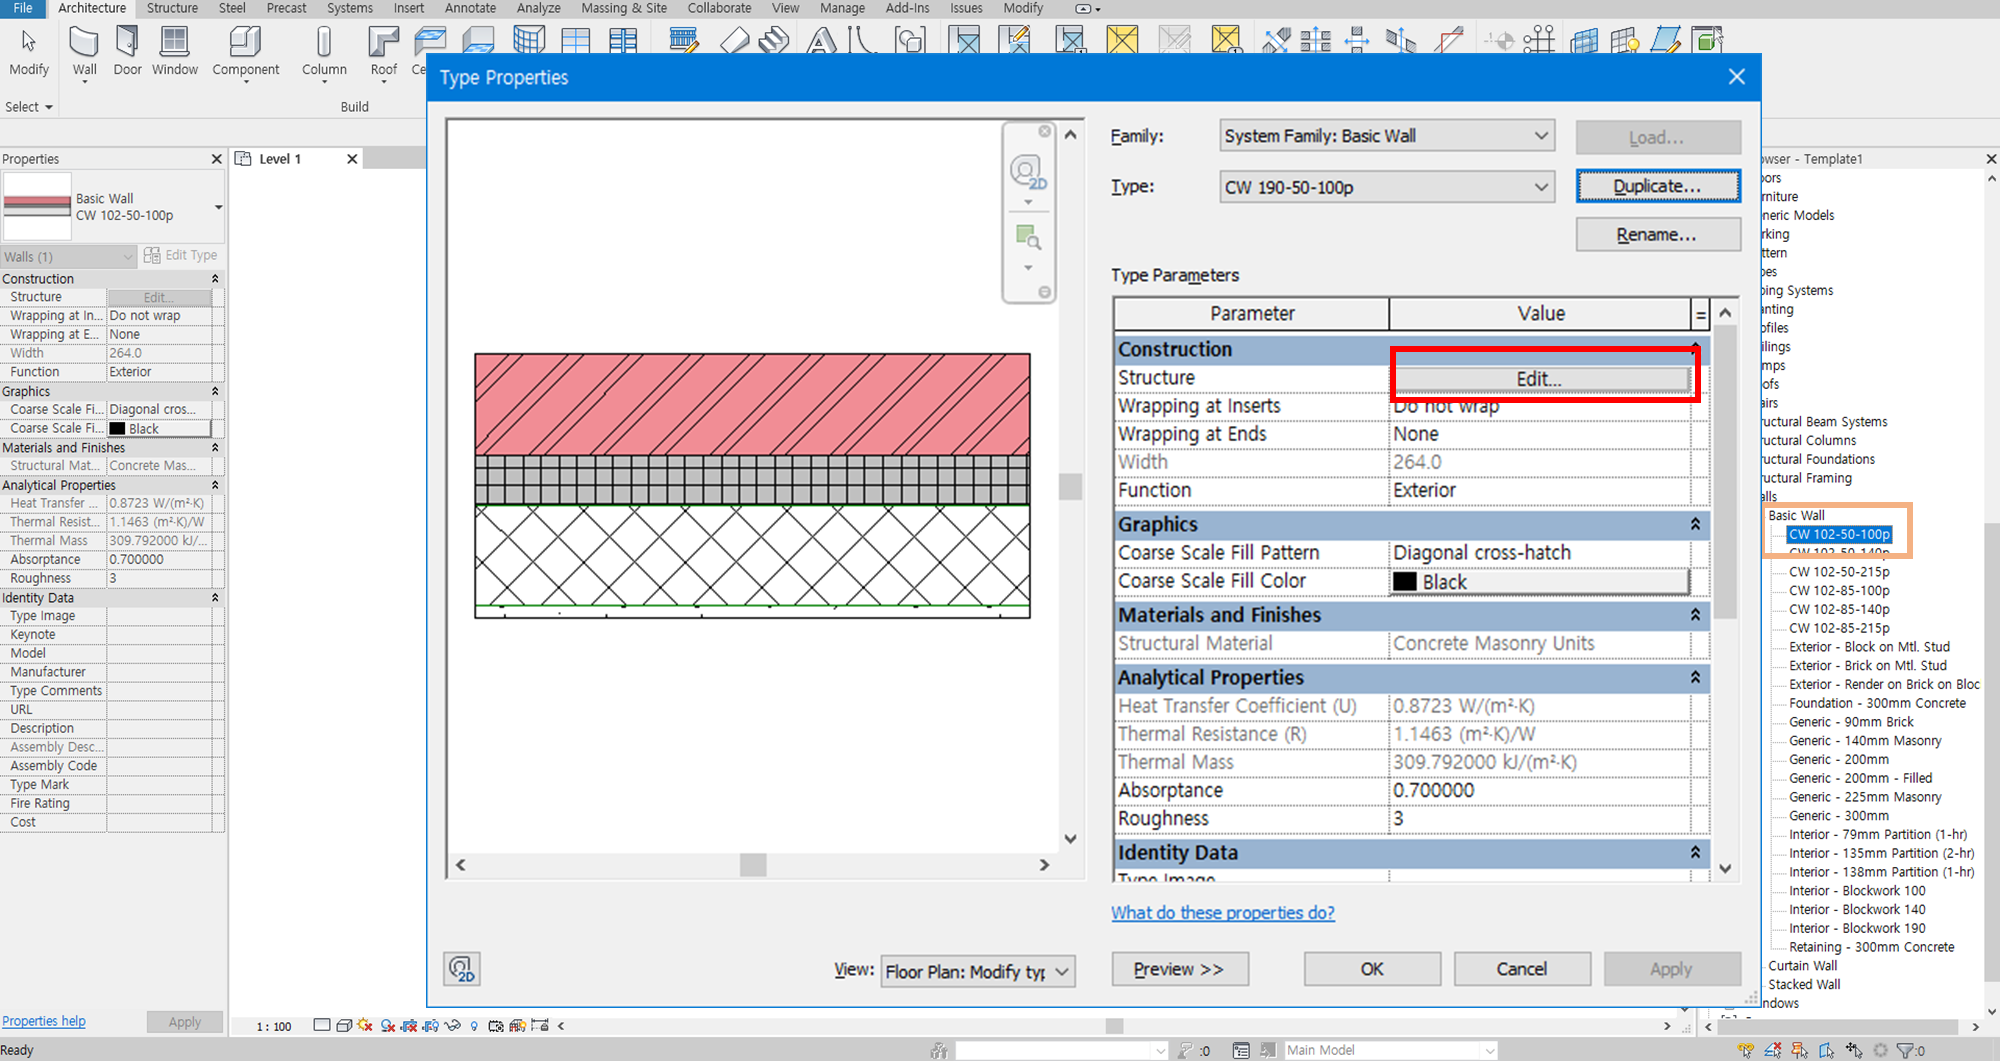 File Architecture Structure Steel Precast Systems Insert Annotate Analyze Massing & Site Collaborate View Manage Add-Ins Issues Modify
Modify Wall Door Window Component Column Roof
Select Build
Properties
Basic Wall
CW 102-50-100p
Walls (1) Edit Type
Construction
Structure Edit...
Wrapping at In... Do not wrap
Wrapping at E... None
Width 264.0
Function Exterior
Graphics
Coarse Scale Fi... Diagonal cros...
Coarse Scale Fi... Black
Materials and Finishes
Structural Mat... Concrete Mas...
Analytical Properties
Heat Transfer ... 0.8723 W/(m²·K)
Thermal Resist... 1.1463 (m²·K)/W
Thermal Mass 309.792000 kJ/...
Absorptance 0.700000
Roughness 3
Identity Data
Type Image
Keynote
Model
Manufacturer
Type Comments
URL
Description
Assembly Desc...
Assembly Code
Type Mark
Fire Rating
Cost
Properties help Apply
Ready
Level 1
Type Properties
2D
Family: System Family: Basic Wall Load...
Type: CW 190-50-100p Duplicate...
Rename...
Type Parameters
Parameter Value =
Construction
Structure Edit...
Wrapping at Inserts Do not wrap
Wrapping at Ends None
Width 264.0
Function Exterior
Graphics
Coarse Scale Fill Pattern Diagonal cross-hatch
Coarse Scale Fill Color Black
Materials and Finishes
Structural Material Concrete Masonry Units
Analytical Properties
Heat Transfer Coefficient (U) 0.8723 W/(m²·K)
Thermal Resistance (R) 1.1463 (m²·K)/W
Thermal Mass 309.792000 kJ/(m²·K)
Absorptance 0.700000
Roughness 3
Identity Data
Type Image
What do these properties do?
2D View: Floor Plan: Modify typ Preview >> OK Cancel Apply
1 : 100
:0 Main Model :0
owser - Template1
ors
rniture
neric Models
rking
ttern
pes
ping Systems
anting
ofiles
ilings
mps
ofs
airs
ructural Beam Systems
ructural Columns
ructural Foundations
ructural Framing
alls
Basic Wall
CW 102-50-100p
CW 102-50-140p
CW 102-50-215p
CW 102-85-100p
CW 102-85-140p
CW 102-85-215p
Exterior - Block on Mtl. Stud
Exterior - Brick on Mtl. Stud
Exterior - Render on Brick on Bloc
Foundation - 300mm Concrete
Generic - 90mm Brick
Generic - 140mm Masonry
Generic - 200mm
Generic - 200mm - Filled
Generic - 225mm Masonry
Generic - 300mm
Interior - 79mm Partition (1-hr)
Interior - 135mm Partition (2-hr)
Interior - 138mm Partition (1-hr)
Interior - Blockwork 100
Interior - Blockwork 140
Interior - Blockwork 190
Retaining - 300mm Concrete
Curtain Wall
Stacked Wall
ndows